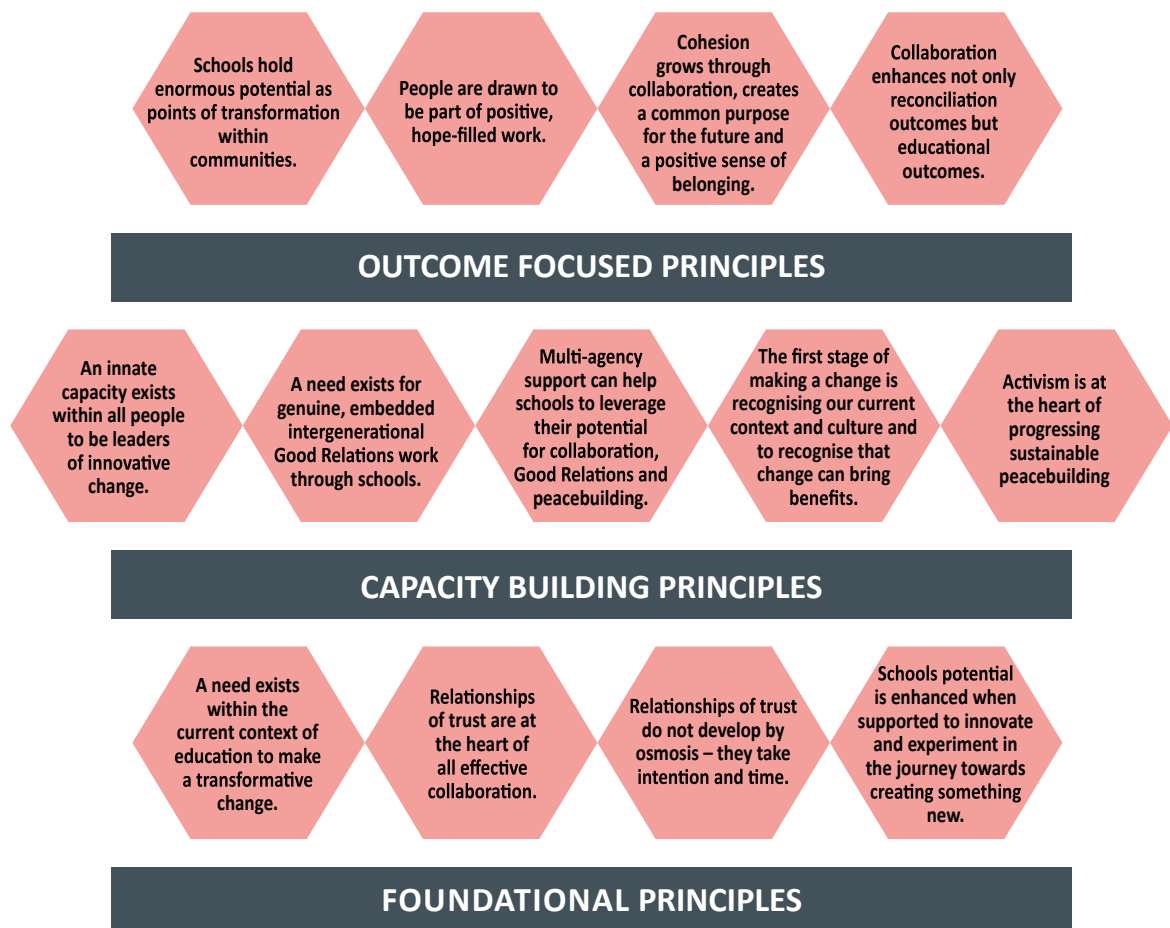 Schools hold
enormous potential as
points of transformation
within
communities.
People are drawn to
be part of positive,
hope-filled work.
Cohesion
grows through
collaboration, creates
a common purpose
for the future and
a positive sense of
belonging.
Collaboration
enhances not only
reconciliation
outcomes but
educational
outcomes.
OUTCOME FOCUSED PRINCIPLES
An innate
capacity exists
within all people
to be leaders
of innovative
change.
A need exists for
genuine, embedded
intergenerational
Good Relations work
through schools.
Multi-agency
support can help
schools to leverage
their potential
for collaboration,
Good Relations and
peacebuilding.
The first stage of
making a change is
recognising our current
context and culture and
to recognise that
change can bring
benefits.
Activism is at
the heart of
progressing
sustainable
peacebuilding
CAPACITY BUILDING PRINCIPLES
A need exists
within the
current context of
education to make
a transformative
change.
Relationships
of trust are at
the heart of
all effective
collaboration.
Relationships of trust
do not develop by
osmosis – they take
intention and time.
Schools potential
is enhanced when
supported to innovate
and experiment in
the journey towards
creating something
new.
FOUNDATIONAL PRINCIPLES